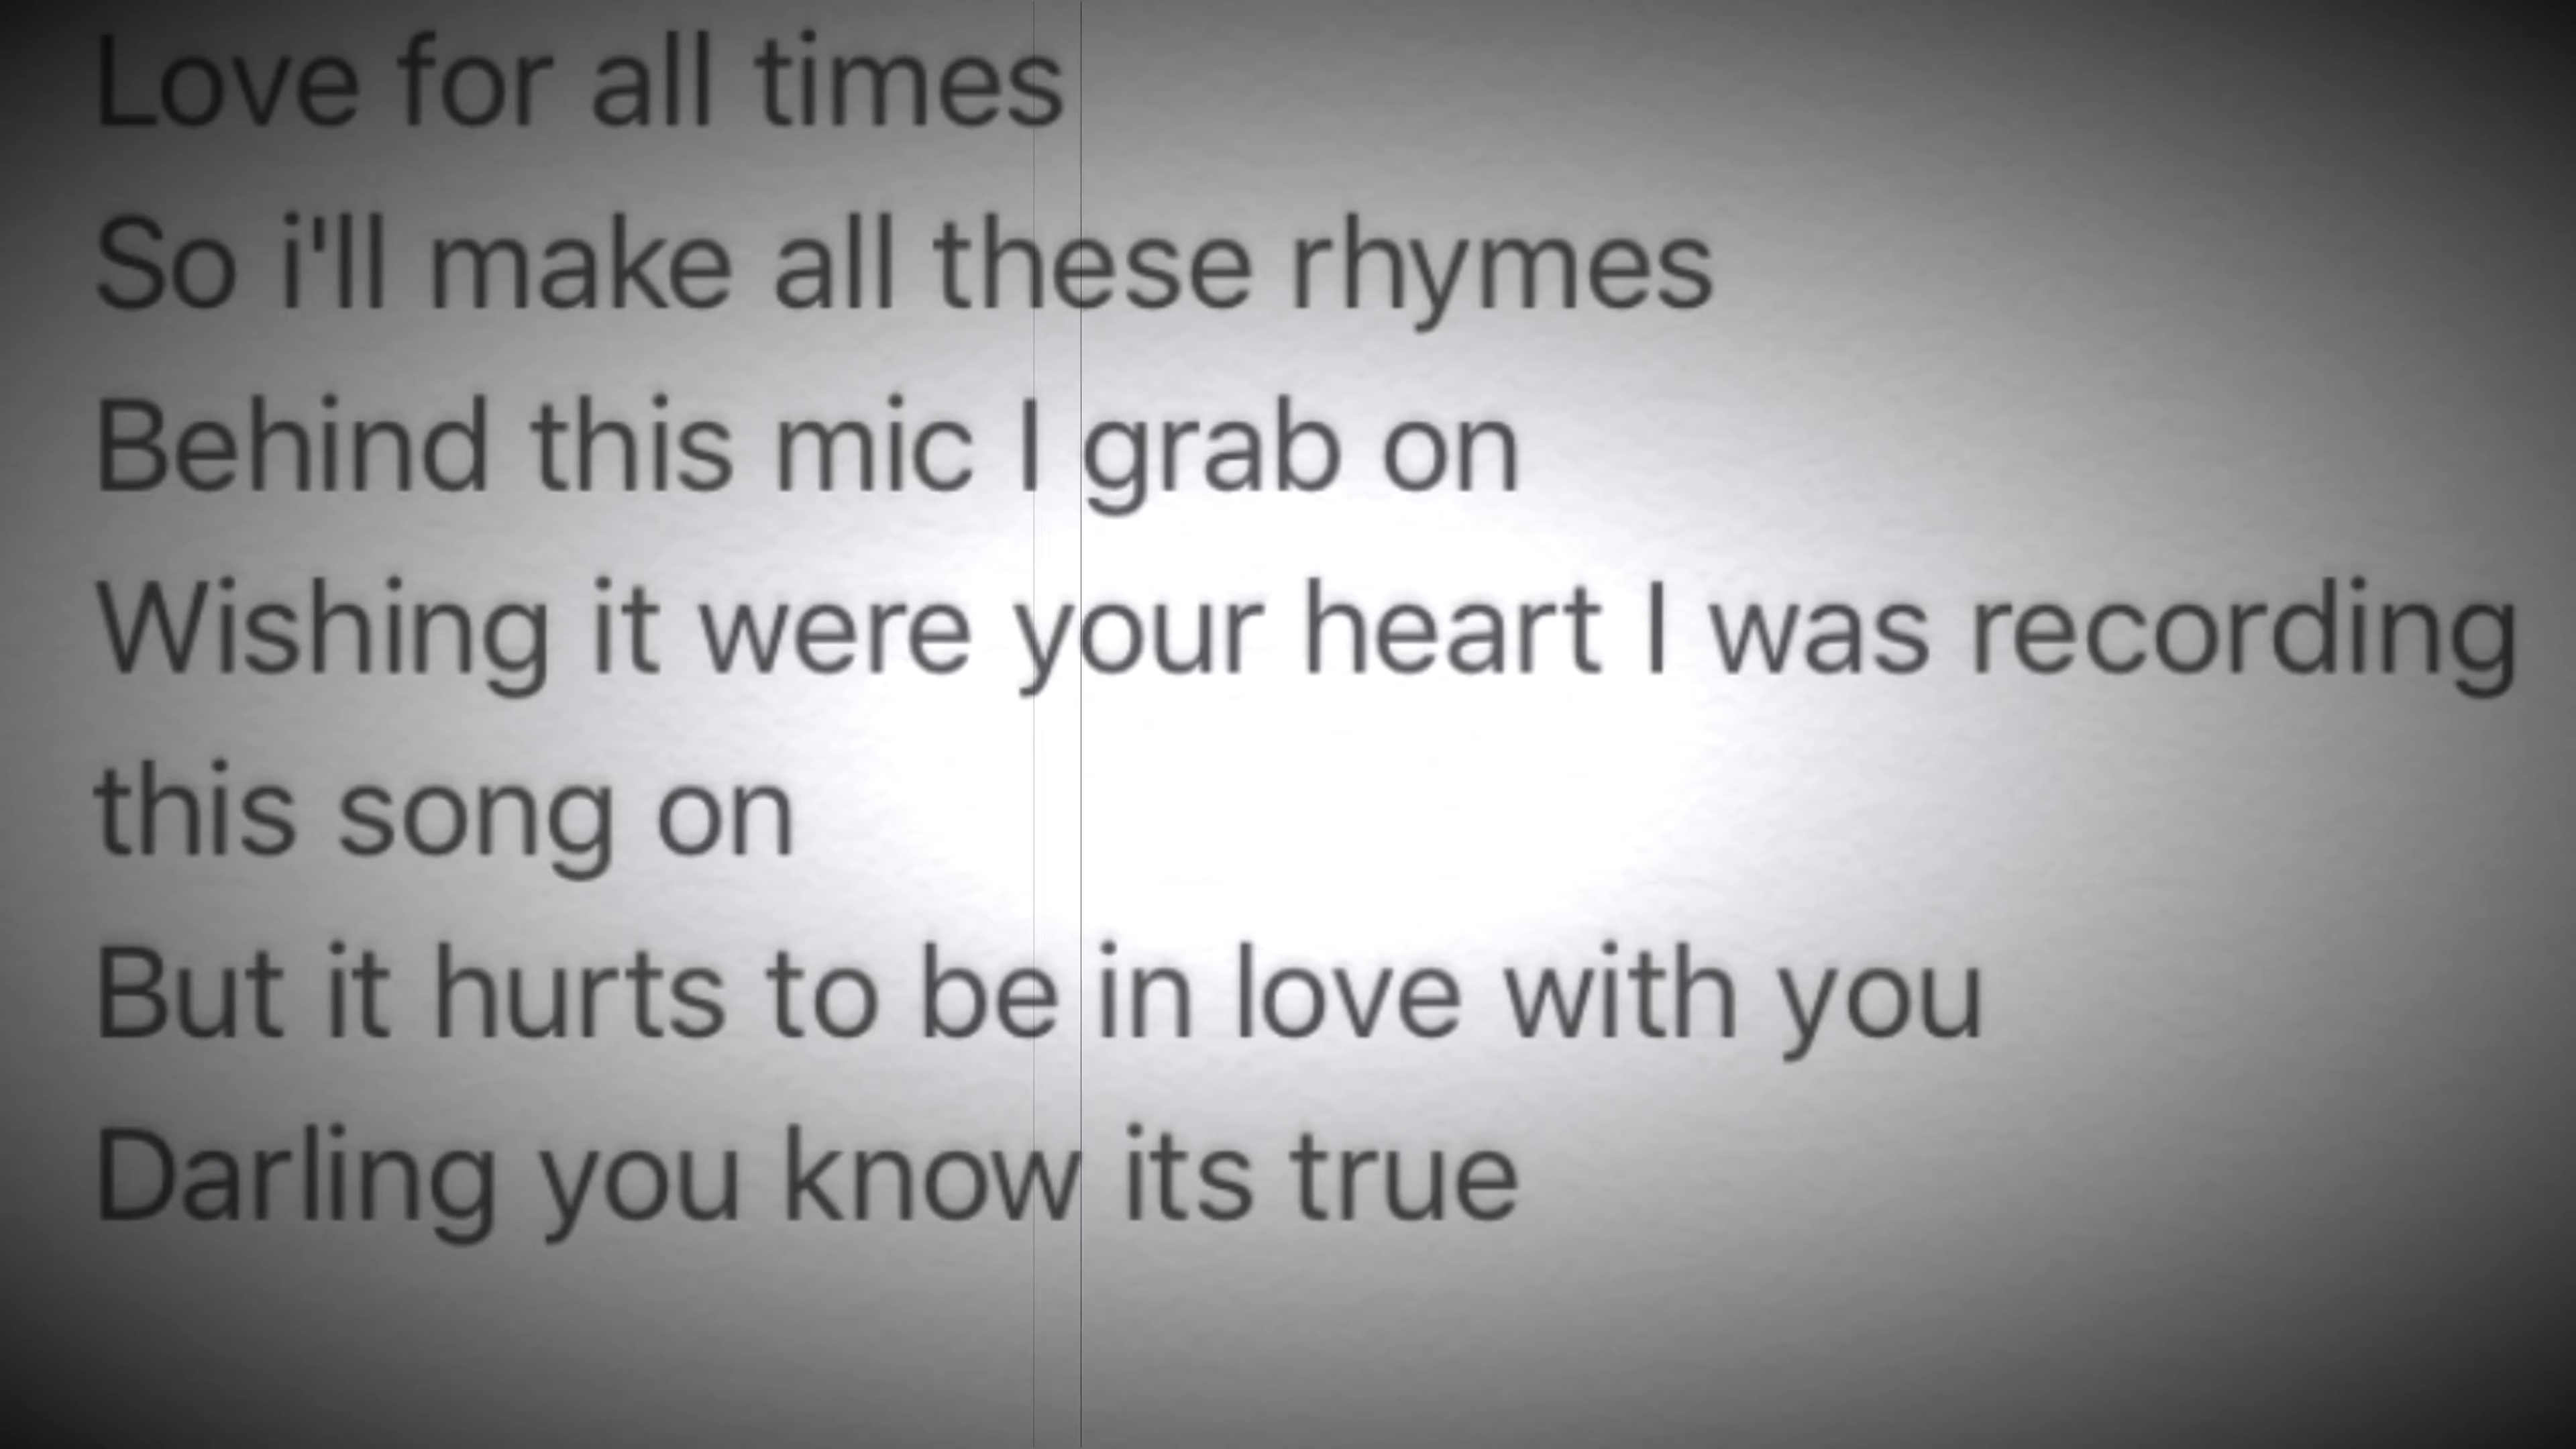 Love for all times
So i'll make all these rhymes
Behind this mic I grab on
Wishing it were your heart I was recording
this song on
But it hurts to be in love with you
Darling you know its true